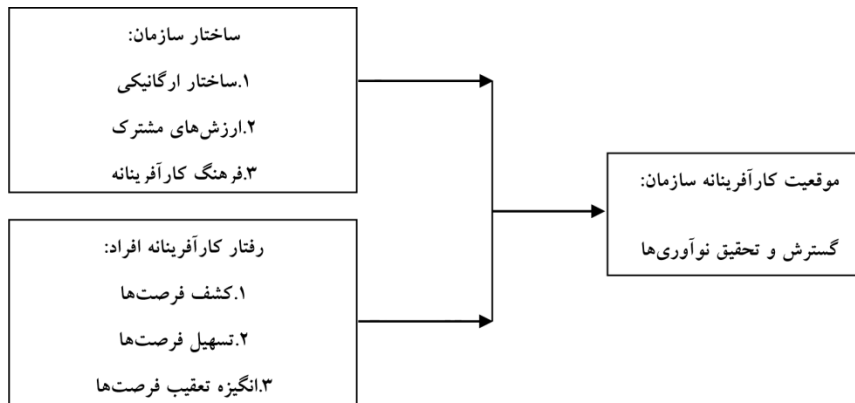 ساختار سازمان:
۱.ساختار ارگانیکی
۲.ارزش‌های مشترک
۳.فرهنگ کارآفرینانه
رفتار کارآفرینانه افراد:
۱.کشف فرصت‌ها
۲.تسهیل فرصت‌ها
۳.انگیزه تعقیب فرصت‌ها
موقعیت کارآفرینانه سازمان:
گسترش و تحقیق نوآوری‌ها